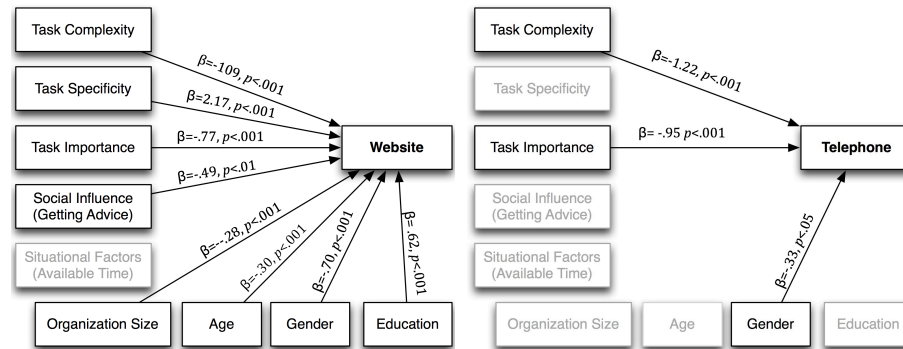 Task Complexity
β=-109, p<.001
Task Specificity
β=2.17, p<.001
Task Importance
β=-.77, p<.001
Website
Social Influence
(Getting Advice)
β=-.49, p<.01
Situational Factors
(Available Time)
β=--.28, p<.001
β=-.30, p<.001
β=-.70, p<.001
β= .62, p<.001
Organization Size
Age
Gender
Education
Task Complexity
β=-1.22, p<.001
Task Specificity
Task Importance
β= -.95 p<.001
Telephone
Social Influence
(Getting Advice)
Situational Factors
(Available Time)
β=-.33, p<.05
Organization Size
Age
Gender
Education